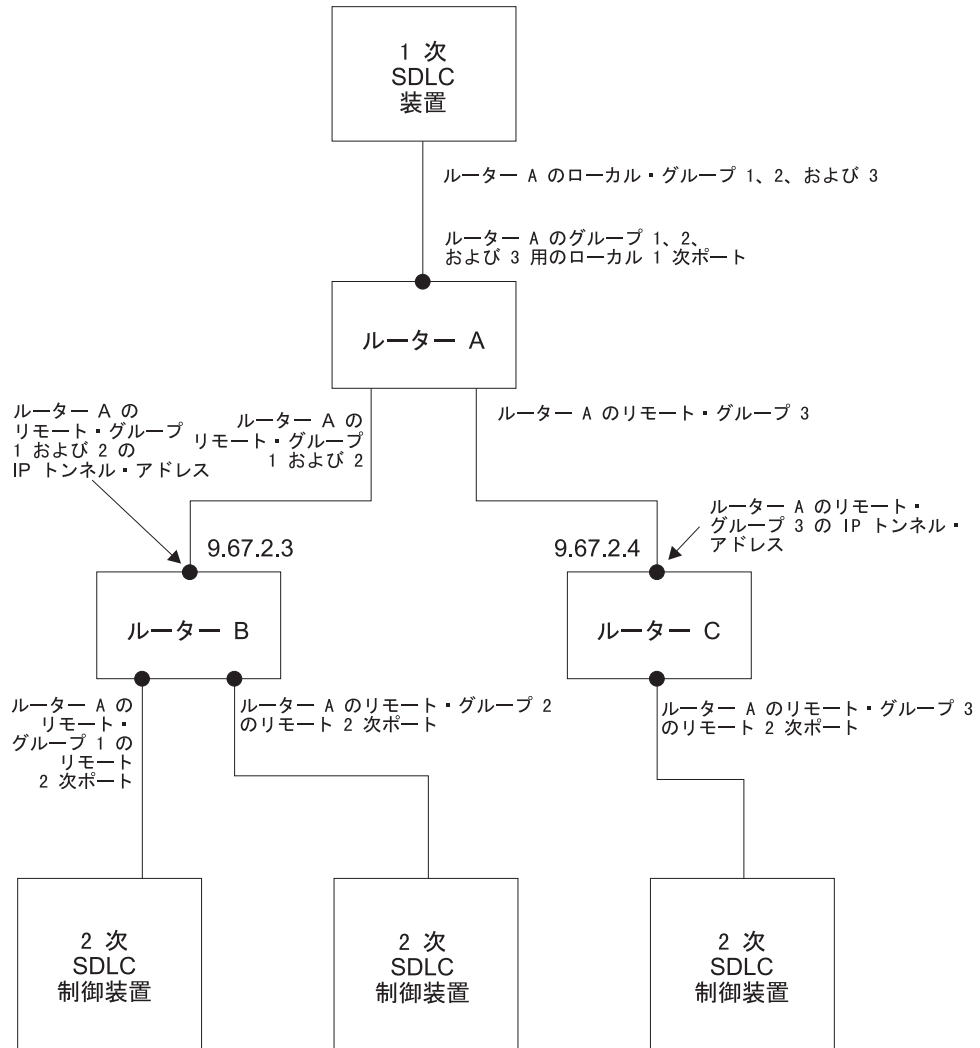 1 次
SDLC
装置
ルーター A のローカル・グループ 1、2、および 3
ルーター A のグループ 1、2、
および 3 用のローカル 1 次ポート
ルーター A
ルーター A の
リモート・グループ
1 および 2 の
IP トンネル・アドレス
ルーター A の
リモート・グループ
1 および 2
ルーター A のリモート・グループ 3
ルーター A のリモート・
グループ 3 の IP トンネル・
アドレス
9.67.2.3
9.67.2.4
ルーター B
ルーター C
ルーター A の
リモート・
グループ 1 の
リモート
2 次ポート
ルーター A のリモート・グループ 2
のリモート 2 次ポート
ルーター A のリモート・グループ 3
のリモート 2 次ポート
2 次
SDLC
制御装置
2 次
SDLC
制御装置
2 次
SDLC
制御装置